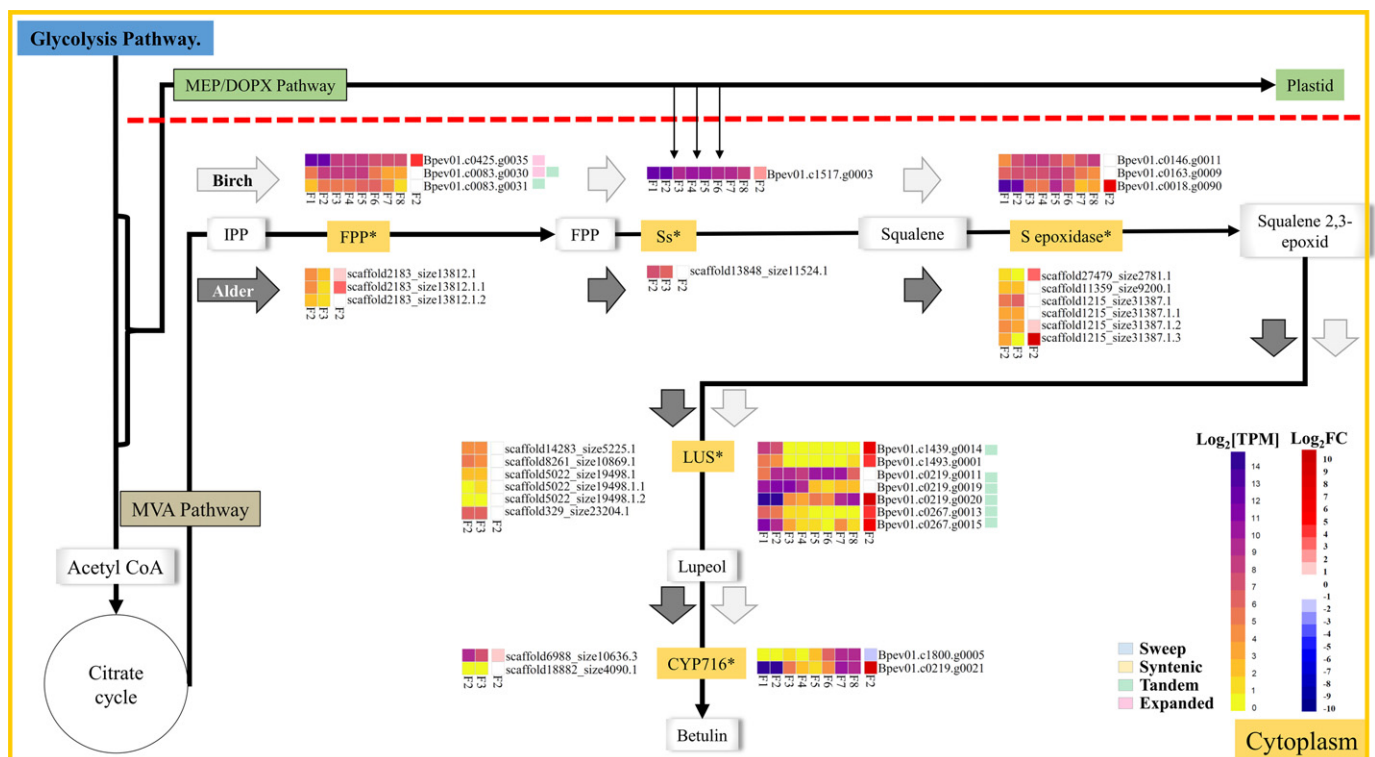 Glycolysis Pathway.
MEP/DOPX Pathway
Plastid
Birch
Bpev01.c0425.g0035
Bpev01.c0083.g0030
Bpev01.c0083.g0031
F1 F2 F3 F4 F5 F6 F7 F8 F2
Bpev01.c1517.g0003
F1 F2 F3 F4 F5 F6 F7 F8 F2
Bpev01.c0146.g0011
Bpev01.c0163.g0009
Bpev01.c0018.g0090
F1 F2 F3 F4 F5 F6 F7 F8 F2
IPP
FPP*
FPP
Ss*
Squalene
S epoxidase*
Squalene 2,3-
epoxid
Alder
scaffold2183_size13812.1
scaffold2183_size13812.1.1
scaffold2183_size13812.1.2
F2 F3 F2
scaffold13848_size11524.1
F2 F3 F2
scaffold27479_size2781.1
scaffold11359_size9200.1
scaffold1215_size31387.1
scaffold1215_size31387.1.1
scaffold1215_size31387.1.2
scaffold1215_size31387.1.3
F2 F3 F2
scaffold14283_size5225.1
scaffold8261_size10869.1
scaffold5022_size19498.1
scaffold5022_size19498.1.1
scaffold5022_size19498.1.2
scaffold329_size23204.1
F2 F3 F2
LUS*
Bpev01.c1439.g0014
Bpev01.c1493.g0001
Bpev01.c0219.g0011
Bpev01.c0219.g0019
Bpev01.c0219.g0020
Bpev01.c0267.g0013
Bpev01.c0267.g0015
F1 F2 F3 F4 F5 F6 F7 F8 F2
MVA Pathway
Acetyl CoA
Citrate
cycle
Lupeol
scaffold6988_size10636.3
scaffold18882_size4090.1
F2 F3 F2
CYP716*
Bpev01.c1800.g0005
Bpev01.c0219.g0021
F1 F2 F3 F4 F5 F6 F7 F8 F2
Betulin
Sweep
Syntenic
Tandem
Expanded
Log2[TPM]
14
13
12
11
10
9
8
7
6
5
4
3
2
1
0
Log2FC
10
9
8
7
6
5
4
3
2
1
0
-1
-2
-3
-4
-5
-6
-7
-8
-9
-10
Cytoplasm